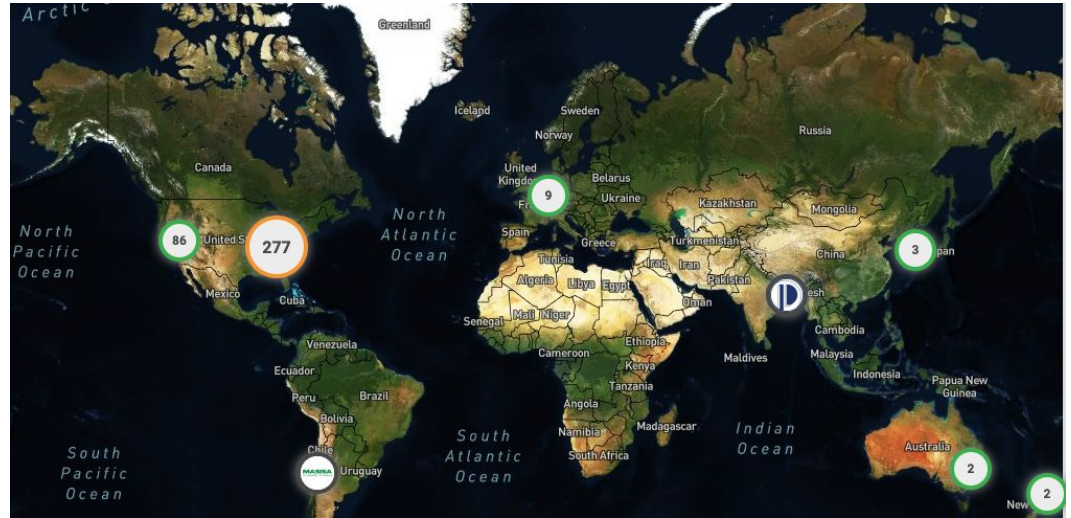 Arctic
Greenland
Iceland
Sweden
Norway
Russia
Canada
United
Kingdo
Belarus
9
Ukraine
Kazakhstan
Mongolia
North
Pacific
Ocean
86
United S
277
North
Atlantic
Ocean
Spain
Greece
Turkmenistan
China
3
pan
Tunisia
Iraq
Iran
Pakistan
Algeria
Libya
Egypt
Oman
esh
Mexico
Cuba
Senegal
Mali
Niger
Ethiopia
Cambodia
Venezuela
Cameroon
Kenya
Maldives
Malaysia
Ecuador
Indonesia
Papua New
Guinea
Peru
Brazil
Tanzania
Angola
Bolivia
Namibia
Madagascar
South
Atlantic
Ocean
Indian
Ocean
South
Pacific
Ocean
Chile
MASISA
Uruguay
South Africa
Australia
2
2
New